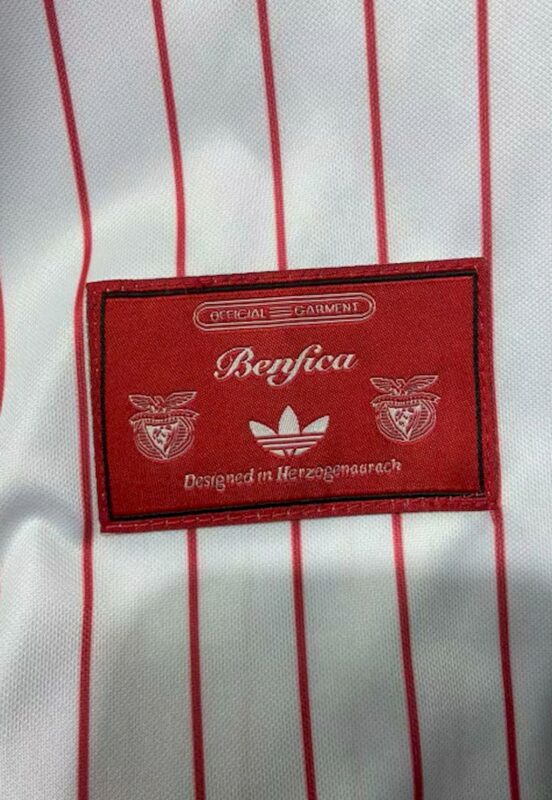 OFFICIAL GARMENT
Benfica
Designed in Herzogenaurach